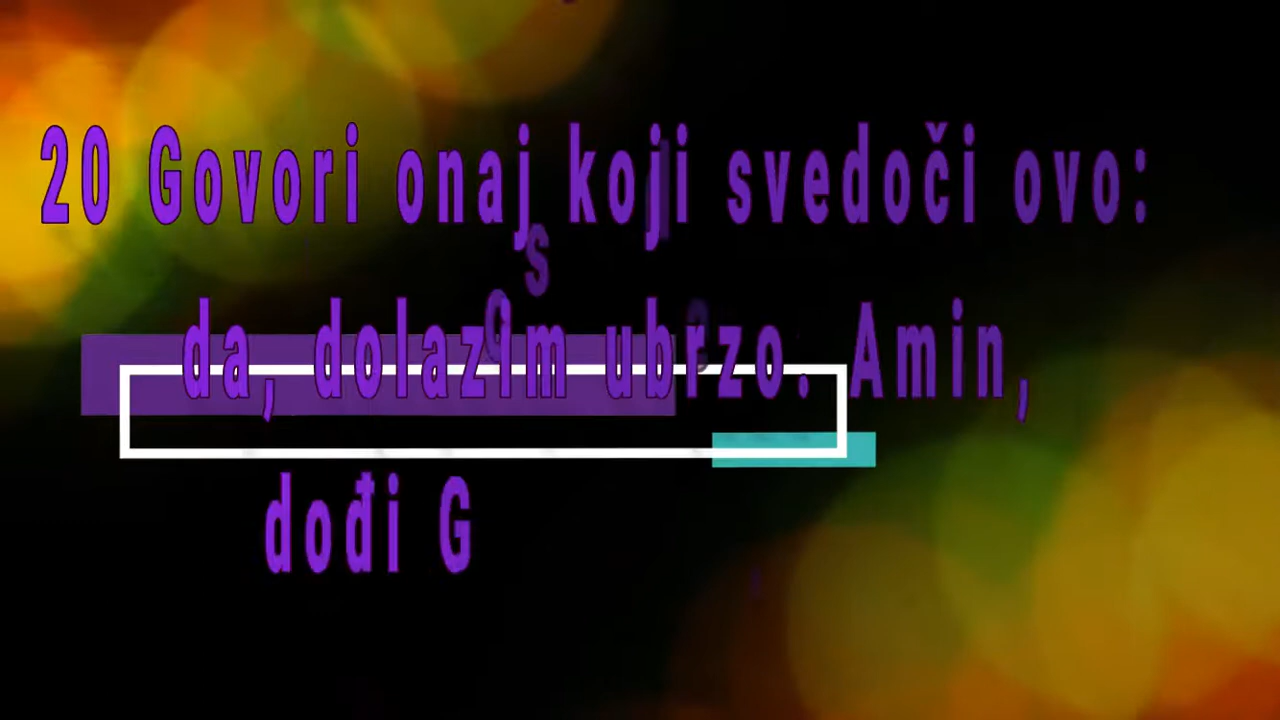 20 Govori onaj koji svedoči ovo:
da, dolazim ubrzo. Amin,
dođi G